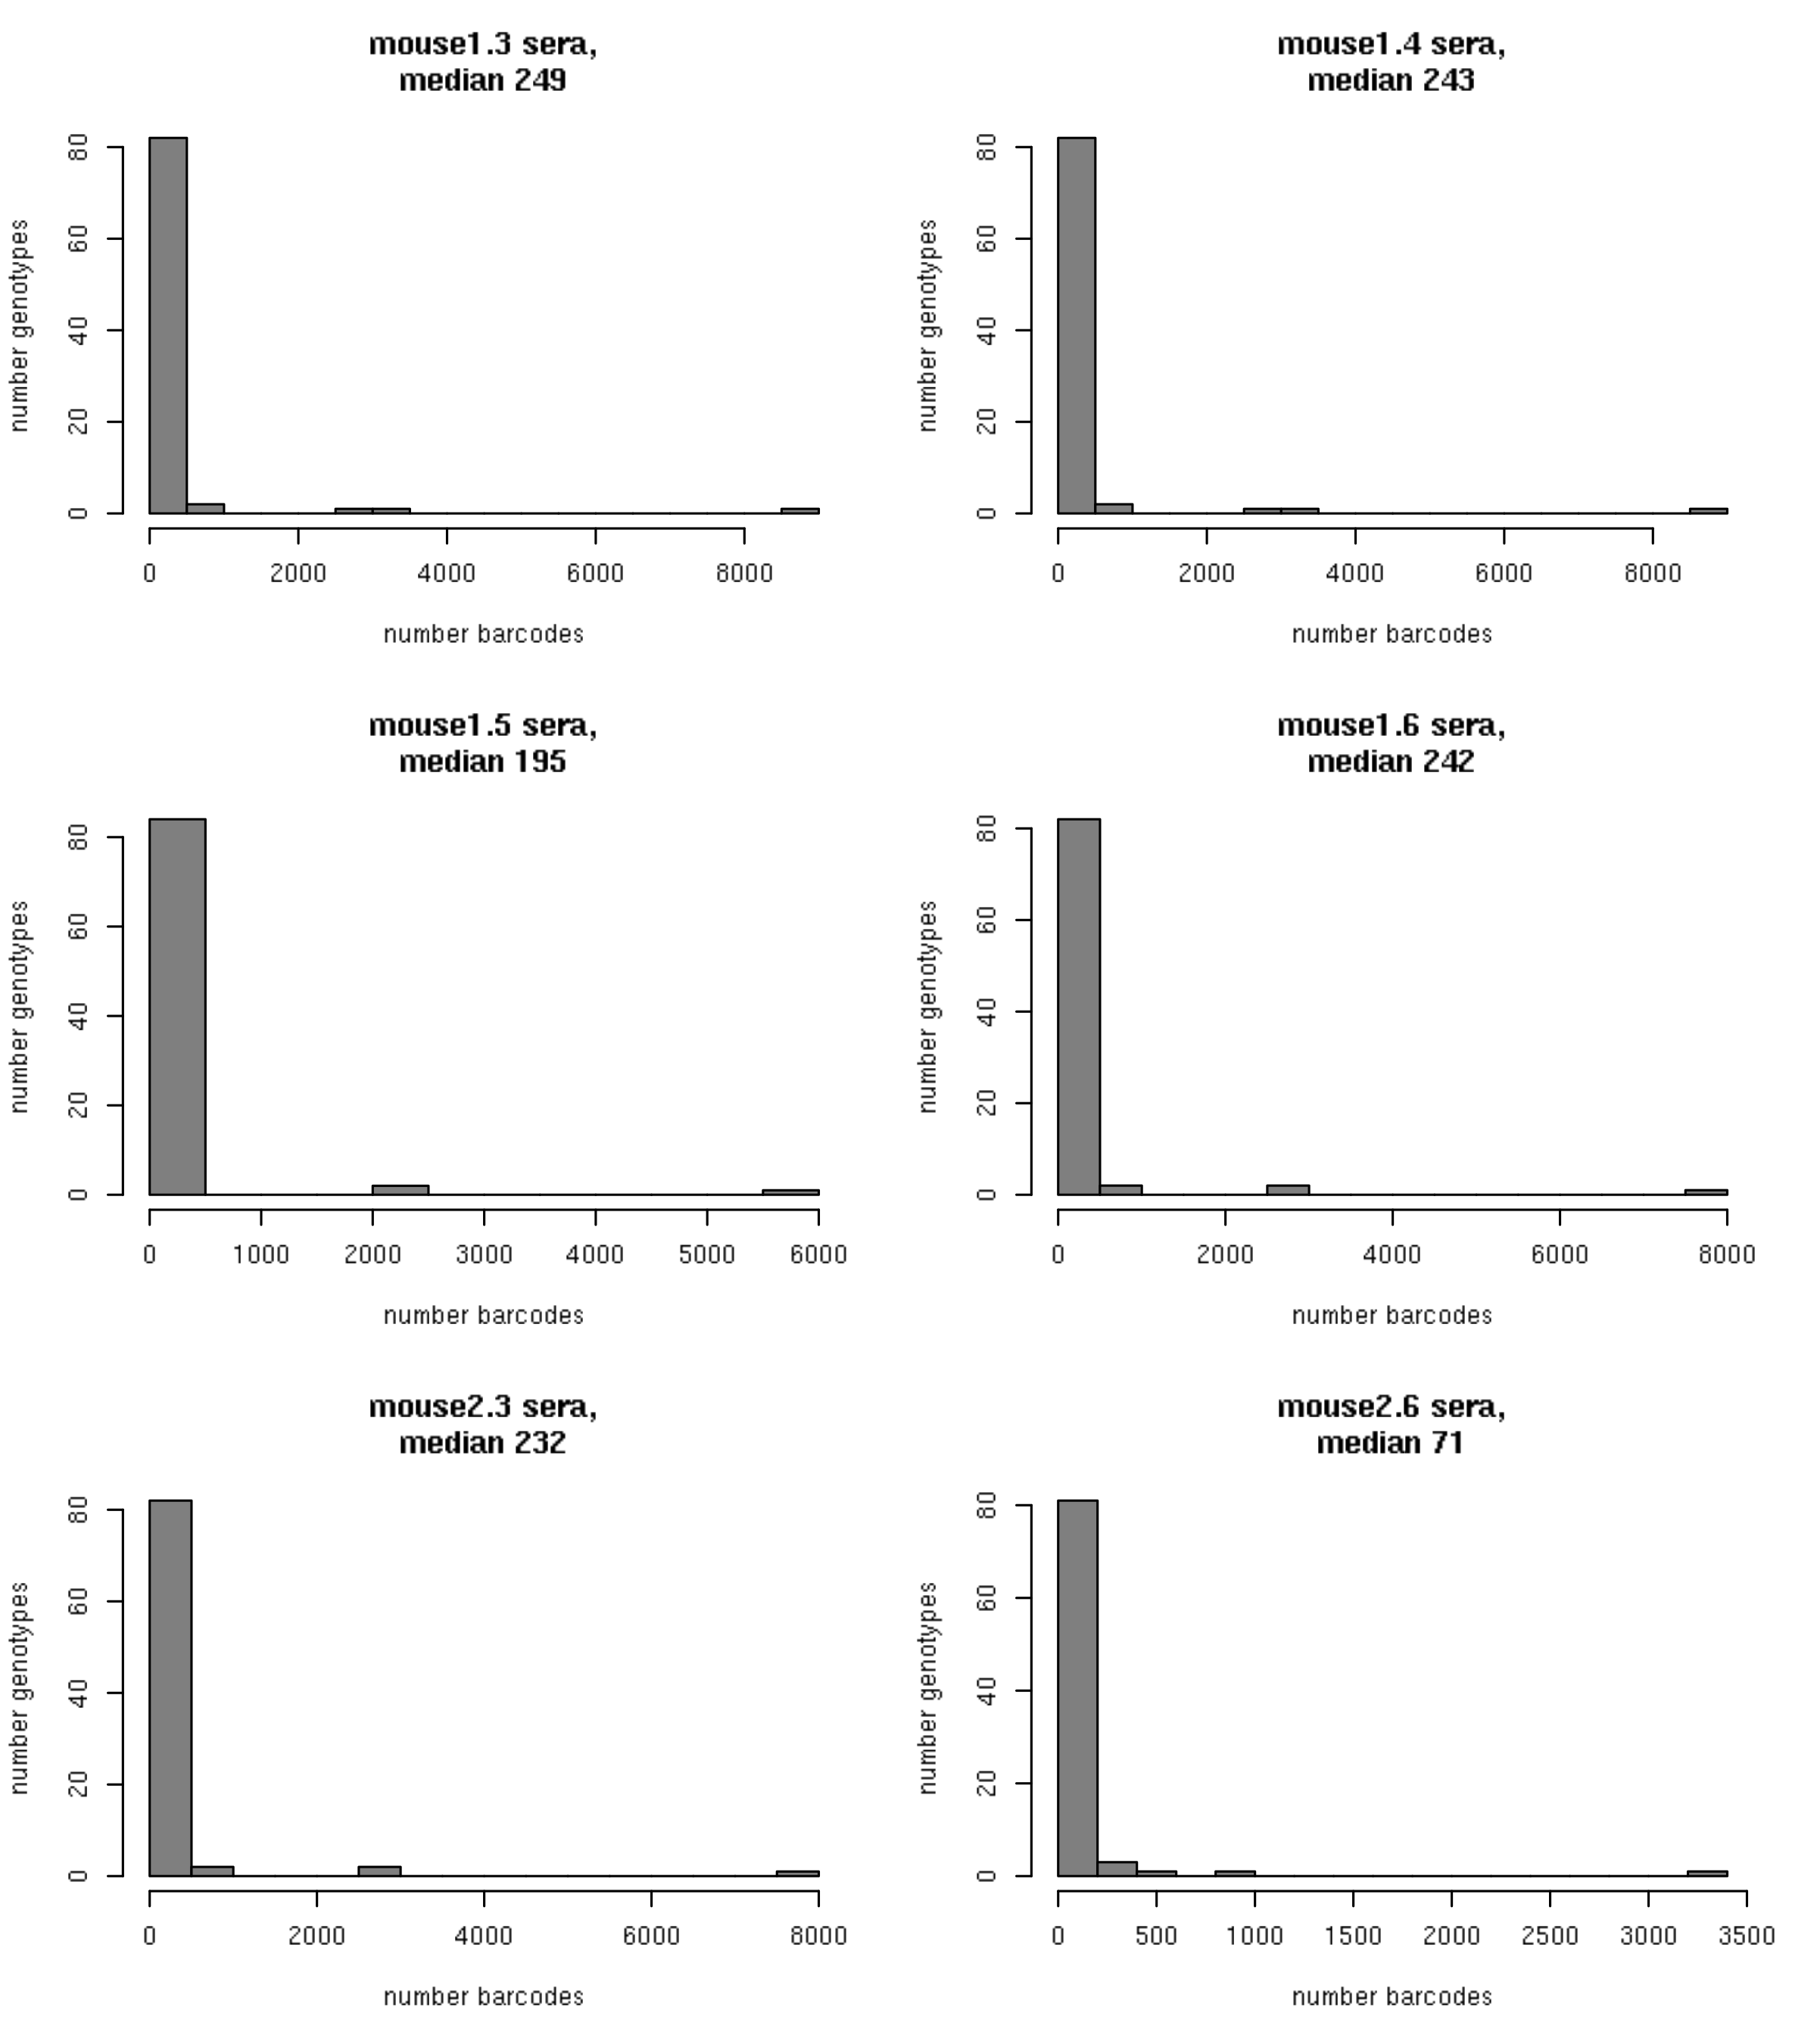 mouse1.3 sera,
median 249
number genotypes
0 20 40 60 80
0 2000 4000 6000 8000
number barcodes
mouse1.4 sera,
median 243
number genotypes
0 20 40 60 80
0 2000 4000 6000 8000
number barcodes
mouse1.5 sera,
median 195
number genotypes
0 20 40 60 80
0 1000 2000 3000 4000 5000 6000
number barcodes
mouse1.6 sera,
median 242
number genotypes
0 20 40 60 80
0 2000 4000 6000 8000
number barcodes
mouse2.3 sera,
median 232
number genotypes
0 20 40 60 80
0 2000 4000 6000 8000
number barcodes
mouse2.6 sera,
median 71
number genotypes
0 20 40 60 80
0 500 1000 1500 2000 2500 3000 3500
number barcodes